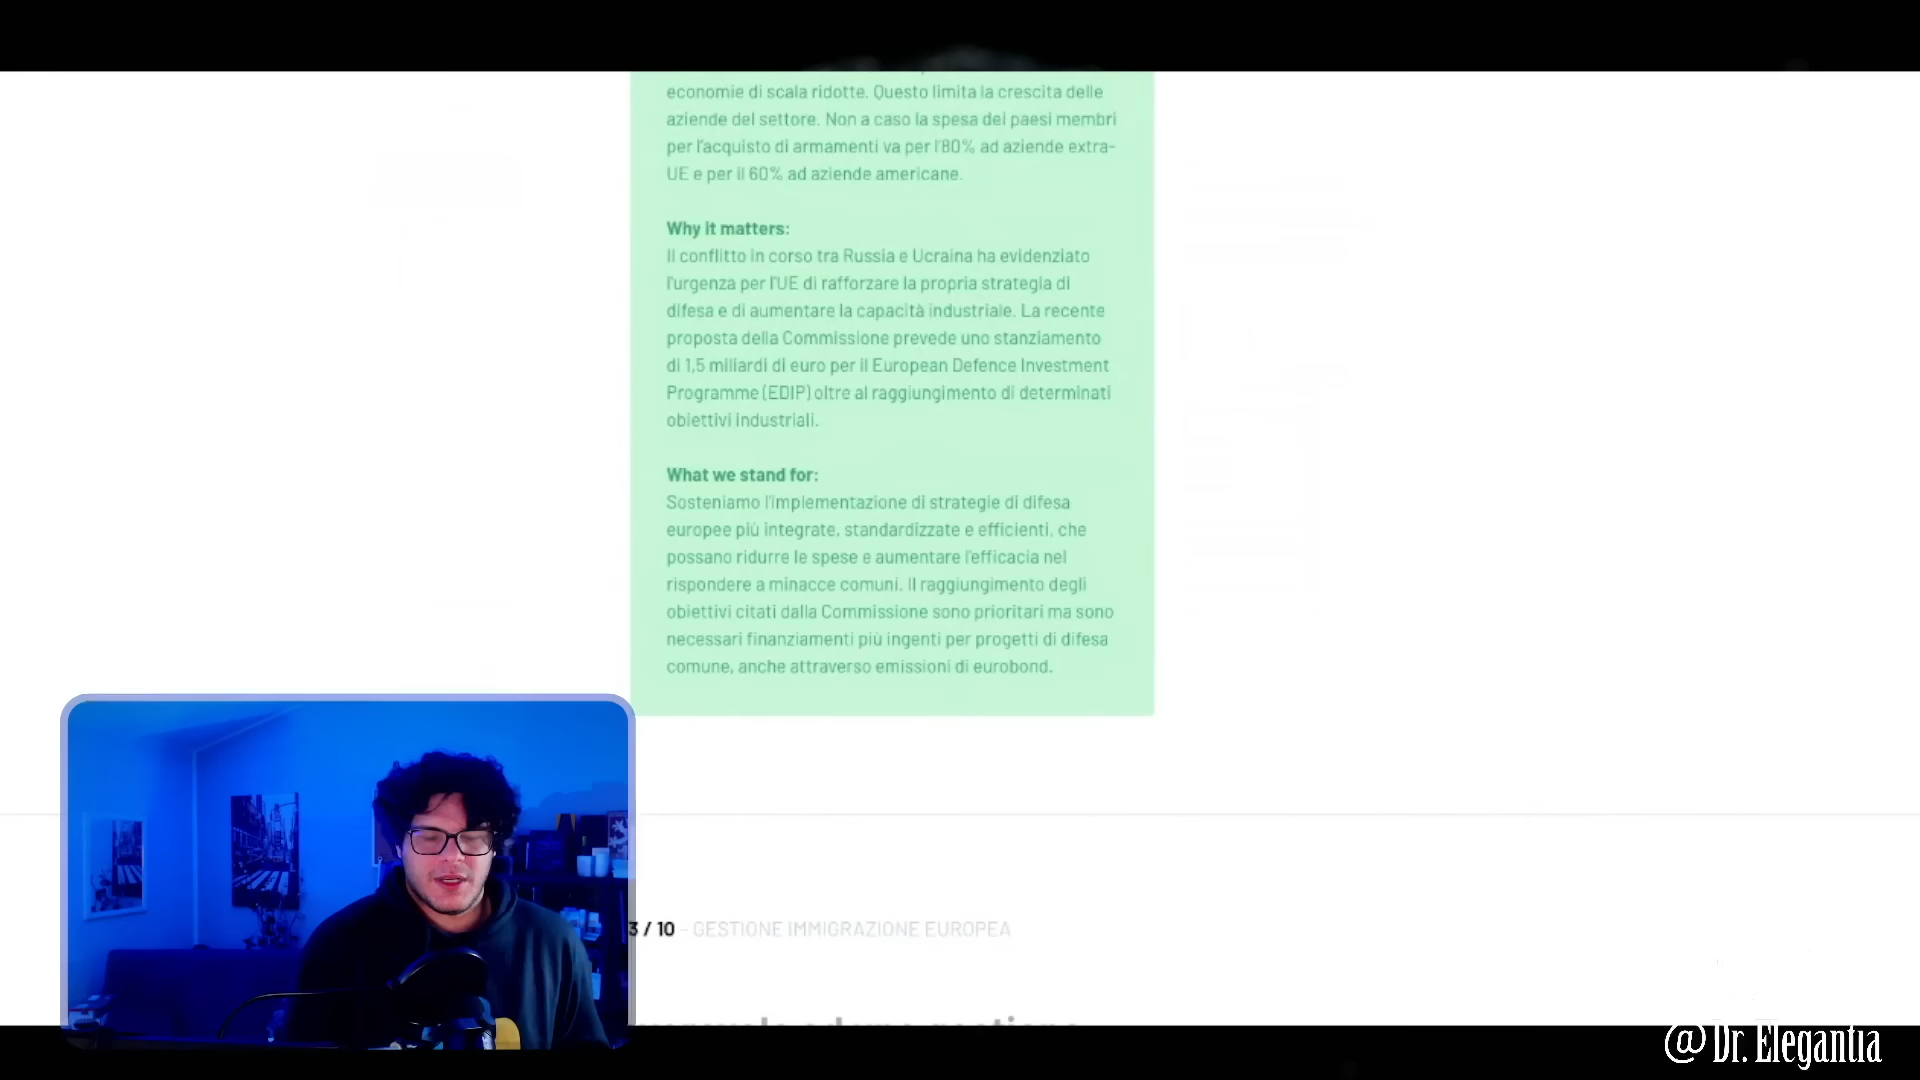 economie di scala ridotte. Questo limita la crescita delle
aziende del settore. Non a caso la spesa dei paesi membri
per l'acquisto di armamenti va per l'80% ad aziende extra-
UE e per il 60% ad aziende americane.
Why it matters:
Il conflitto in corso tra Russia e Ucraina ha evidenziato
l'urgenza per l'UE di rafforzare la propria strategia di
difesa e di aumentare la capacità industriale. La recente
proposta della Commissione prevede uno stanziamento
di 1,5 miliardi di euro per il European Defence Investment
Programme (EDIP) oltre al raggiungimento di determinati
obiettivi industriali.
What we stand for:
Sosteniamo l'implementazione di strategie di difesa
europee più integrate, standardizzate e efficienti, che
possano ridurre le spese e aumentare l'efficacia nel
rispondere a minacce comuni. Il raggiungimento degli
obiettivi citati dalla Commissione sono prioritari ma sono
necessari finanziamenti più ingenti per progetti di difesa
comune, anche attraverso emissioni di eurobond.
3 / 10 - GESTIONE IMMIGRAZIONE EUROPEA
@Dr. Elegantia